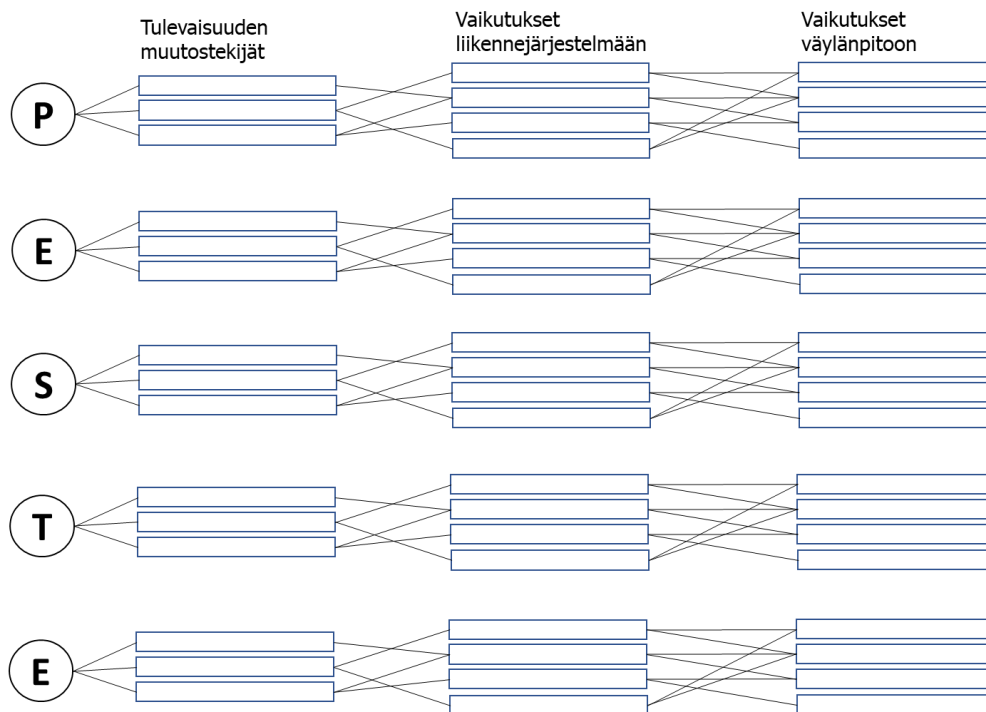 Tulevaisuuden
muutostekijät
Vaikutukset
liikennejärjestelmään
Vaikutukset
väylänpitoon
P
E
S
T
E